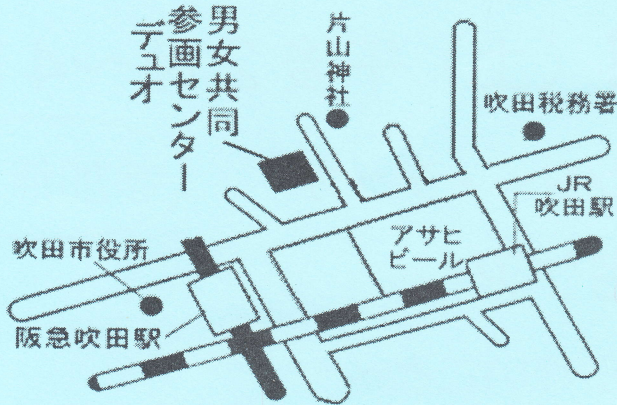 男女共同
参画センター
デュオ
片山神社
吹田税務署
JR
吹田駅
アサヒ
ビール
吹田市役所
阪急吹田駅